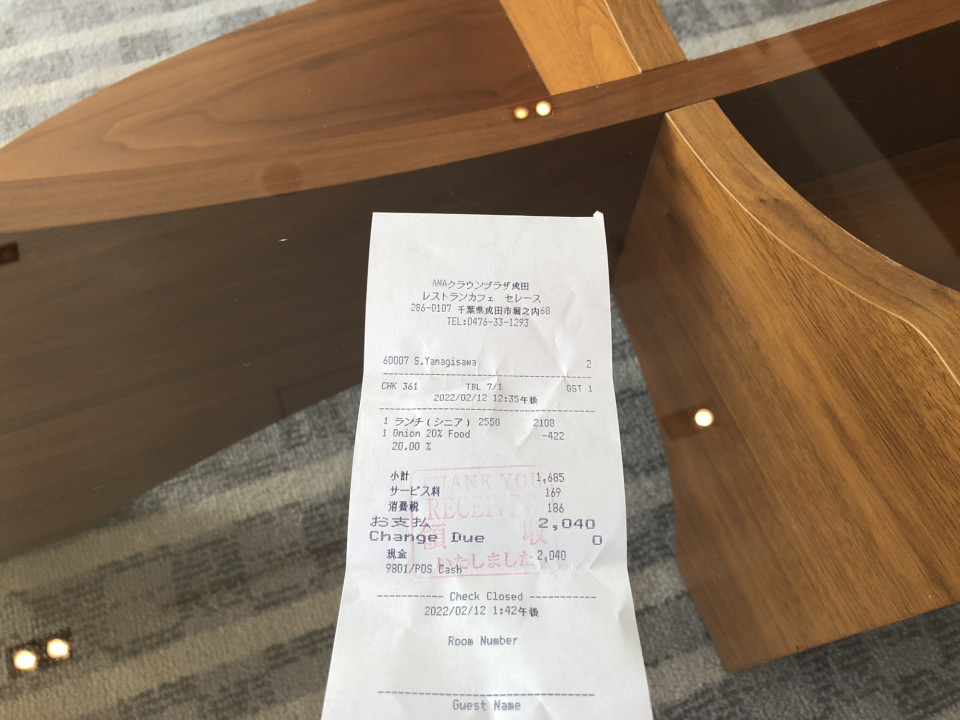 ANAクラウンプラザ成田
レストランカフェ セレース
286-0107 千葉県成田市堀之内68
TEL:0476-33-1293
60007 S.Yanagisawa 2
CHK 361 TBL 7/1 GST 1
2022/02/12 12:35午後
1 ランチ(シニア) 2550 2108
1 Onion 20% Food -422
20.00 %
小計 1,685
サービス料 169
消費税 186
お支払 2,040
Change Due 0
現金 2,040
9801/POS Cash
THANK YOU
RECEIVED
領 収
いたしました
Check Closed
2022/02/12 1:42午後
Room Number
Guest Name